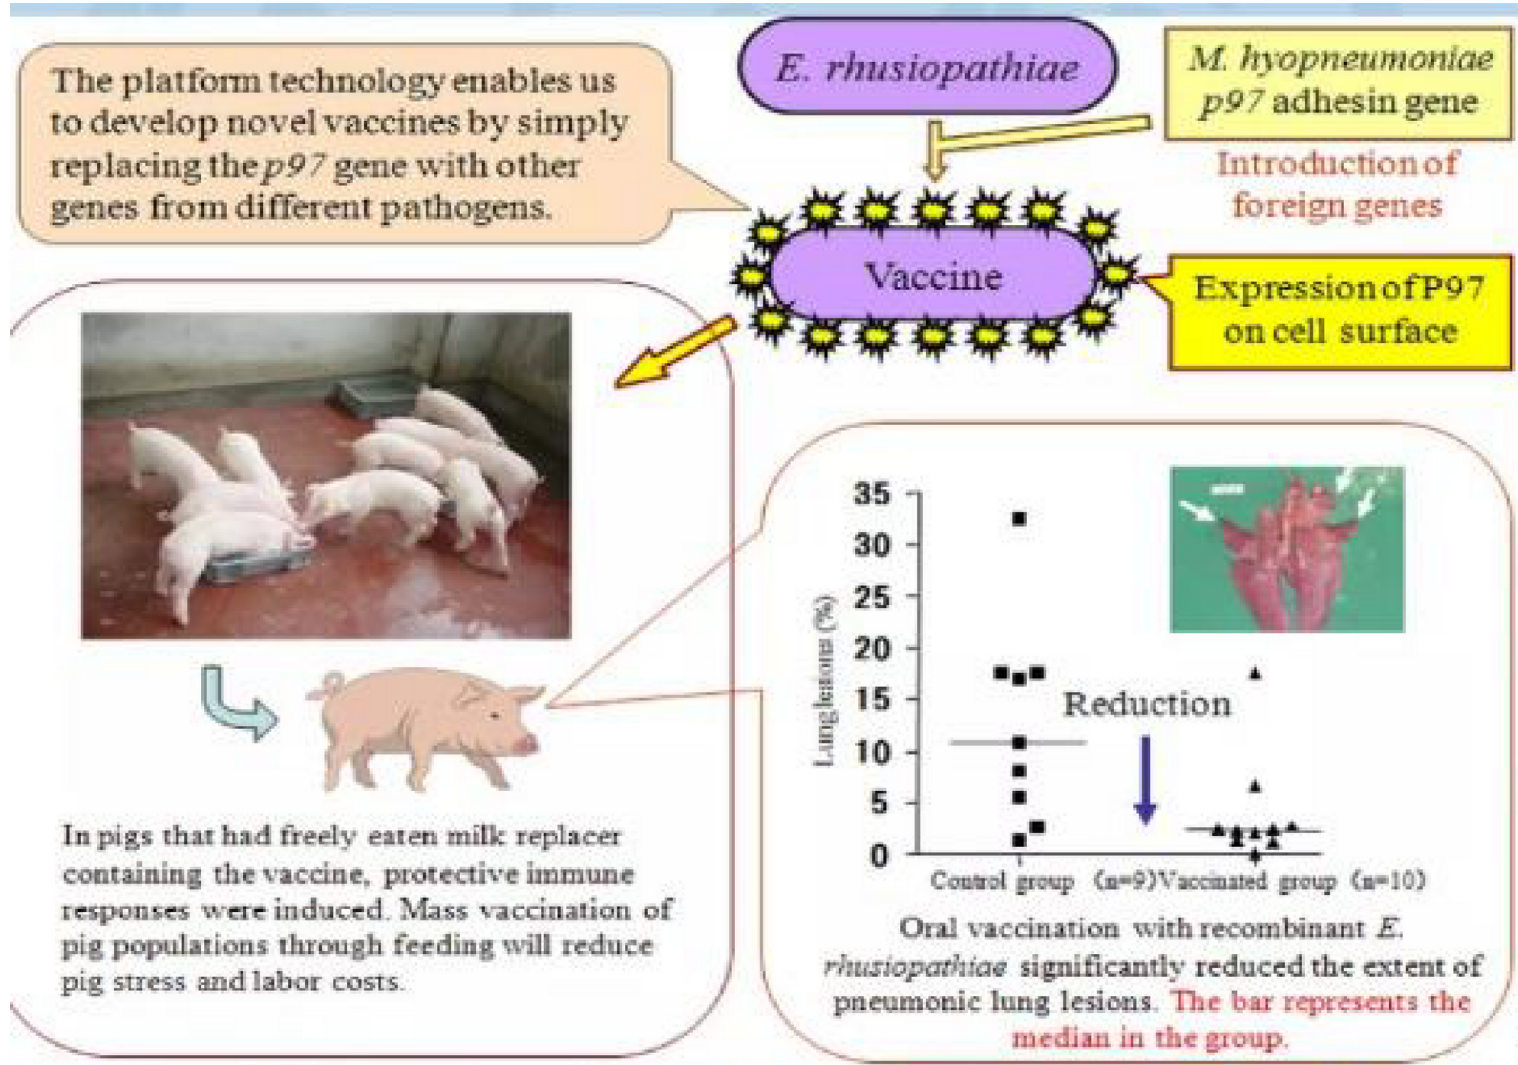 The platform technology enables us
to develop novel vaccines by simply
replacing the p97 gene with other
genes from different pathogens.
E. rhusiopathiae
M. hyopneumoniae
p97 adhesin gene
Introduction of
foreign genes
Vaccine
Expression of P97
on cell surface
In pigs that had freely eaten milk replacer
containing the vaccine, protective immune
responses were induced. Mass vaccination of
pig populations through feeding will reduce
pig stress and labor costs.
Lung lesions (%)
35
30
25
20
15
10
5
0
Reduction
Control group (n=9) Vaccinated group (n=10)
Oral vaccination with recombinant E.
rhusiopathiae significantly reduced the extent of
pneumonic lung lesions. The bar represents the
median in the group.